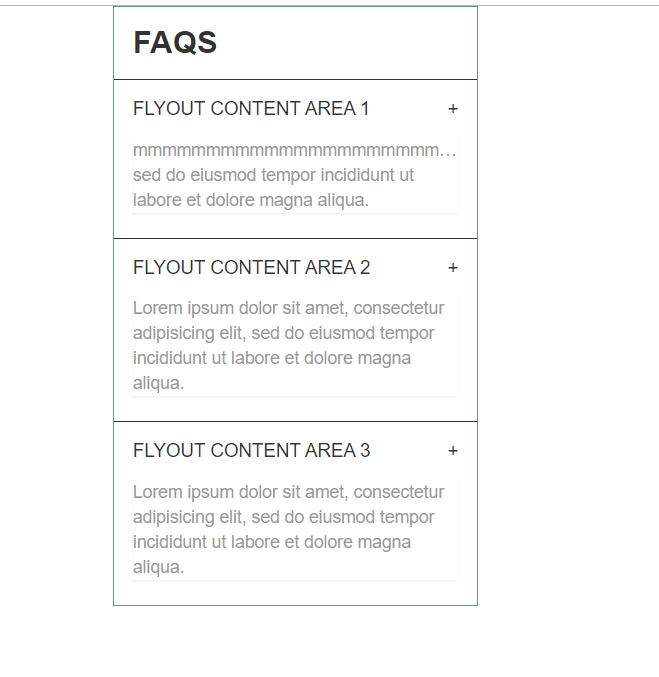 FAQS
FLYOUT CONTENT AREA 1 +
mmmmmmmmmmmmmmmmmmmmm…
sed do eiusmod tempor incididunt ut
labore et dolore magna aliqua.
FLYOUT CONTENT AREA 2 +
Lorem ipsum dolor sit amet, consectetur
adipisicing elit, sed do eiusmod tempor
incididunt ut labore et dolore magna
aliqua.
FLYOUT CONTENT AREA 3 +
Lorem ipsum dolor sit amet, consectetur
adipisicing elit, sed do eiusmod tempor
incididunt ut labore et dolore magna
aliqua.